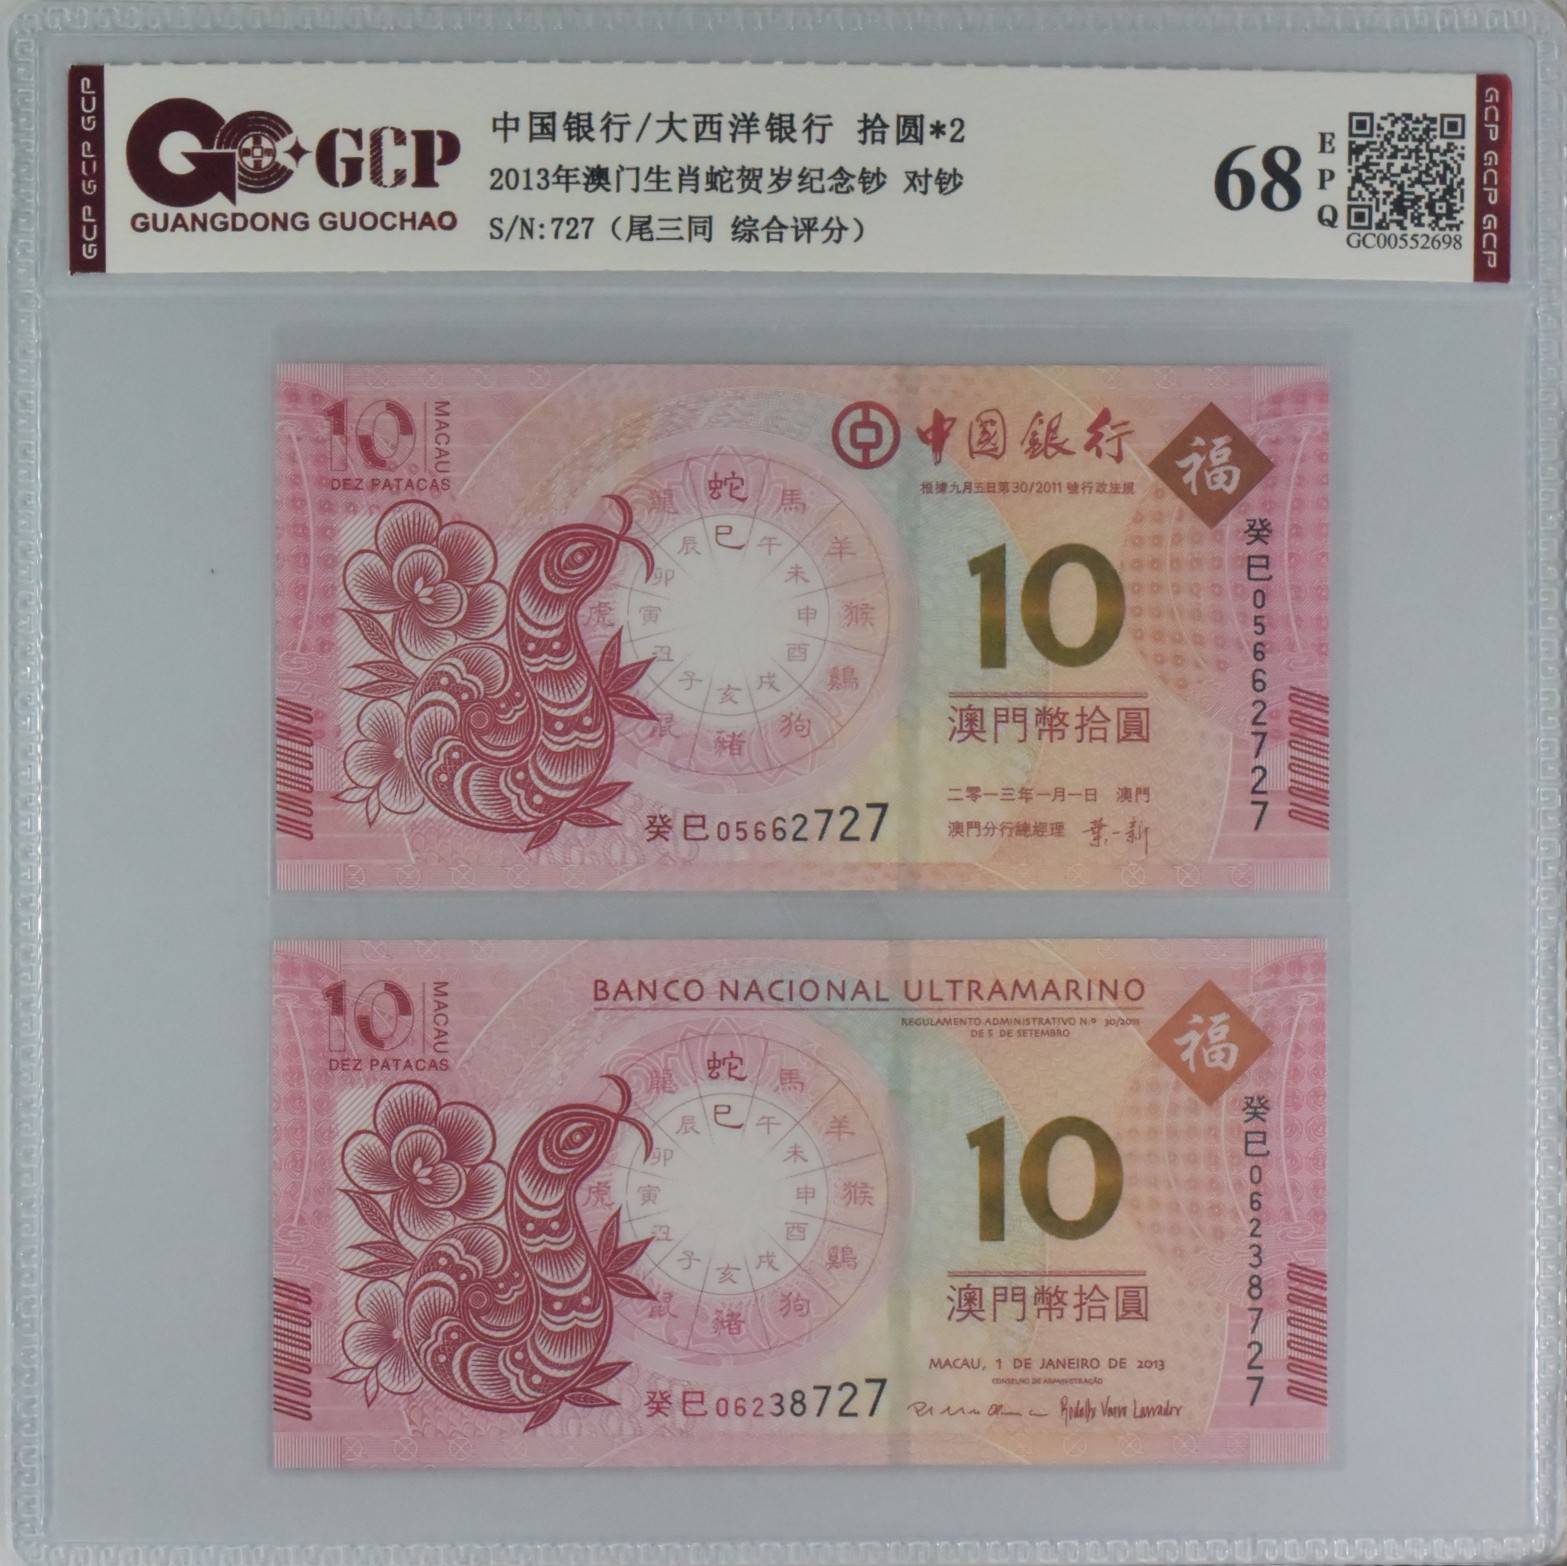 GCP GCP GCP
GCP
GUANGDONG GUOCHAO
中国银行/大西洋银行 拾圆*2
2013年澳门生肖蛇贺岁纪念钞 对钞
S/N:727（尾三同 综合评分）
68
EPQ
GC00552698
GCP GCP GCP
10
MACAU
DEZ PATACAS
中國銀行
根據九月五日第30/2011號行政法規
福
癸巳05662727
蛇
馬
羊
猴
鷄
狗
豬
鼠
虎
龍
巳
午
未
申
酉
戌
亥
子
丑
寅
卯
辰
10
澳門幣拾圓
二零一三年一月一日 澳門
澳門分行總經理 葉一新
癸巳05662727
10
MACAU
DEZ PATACAS
BANCO NACIONAL ULTRAMARINO
REGULAMENTO ADMINISTRATIVO N.º 30/2011
DE 5 DE SETEMBRO
福
癸巳06238727
蛇
馬
羊
猴
鷄
狗
豬
鼠
虎
龍
巳
午
未
申
酉
戌
亥
子
丑
寅
卯
辰
10
澳門幣拾圓
MACAU, 1 DE JANEIRO DE 2013
CONSELHO DE ADMINISTRAÇÃO
癸巳06238727